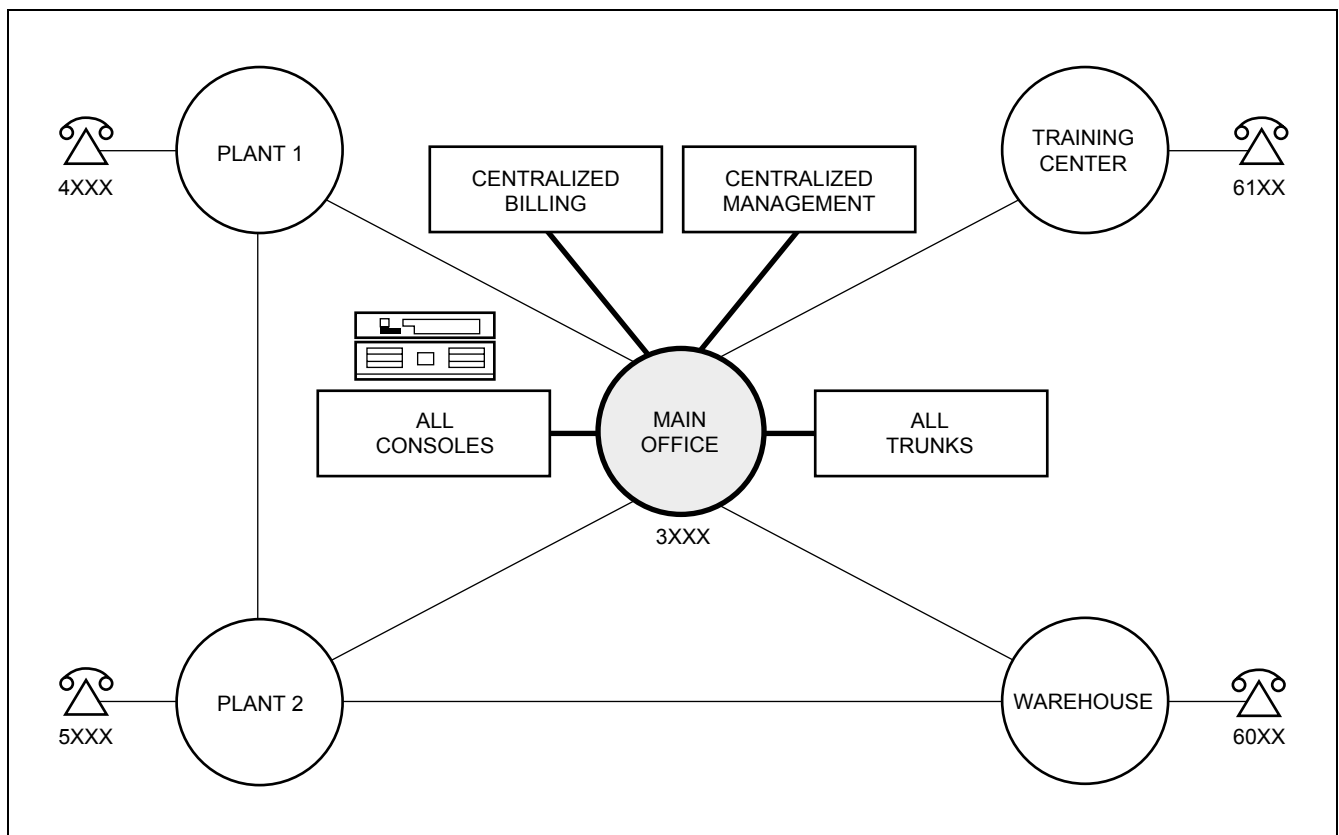 PLANT 1
4XXX
CENTRALIZED
BILLING
CENTRALIZED
MANAGEMENT
TRAINING
CENTER
61XX
ALL
CONSOLES
MAIN
OFFICE
3XXX
ALL
TRUNKS
PLANT 2
5XXX
WAREHOUSE
60XX